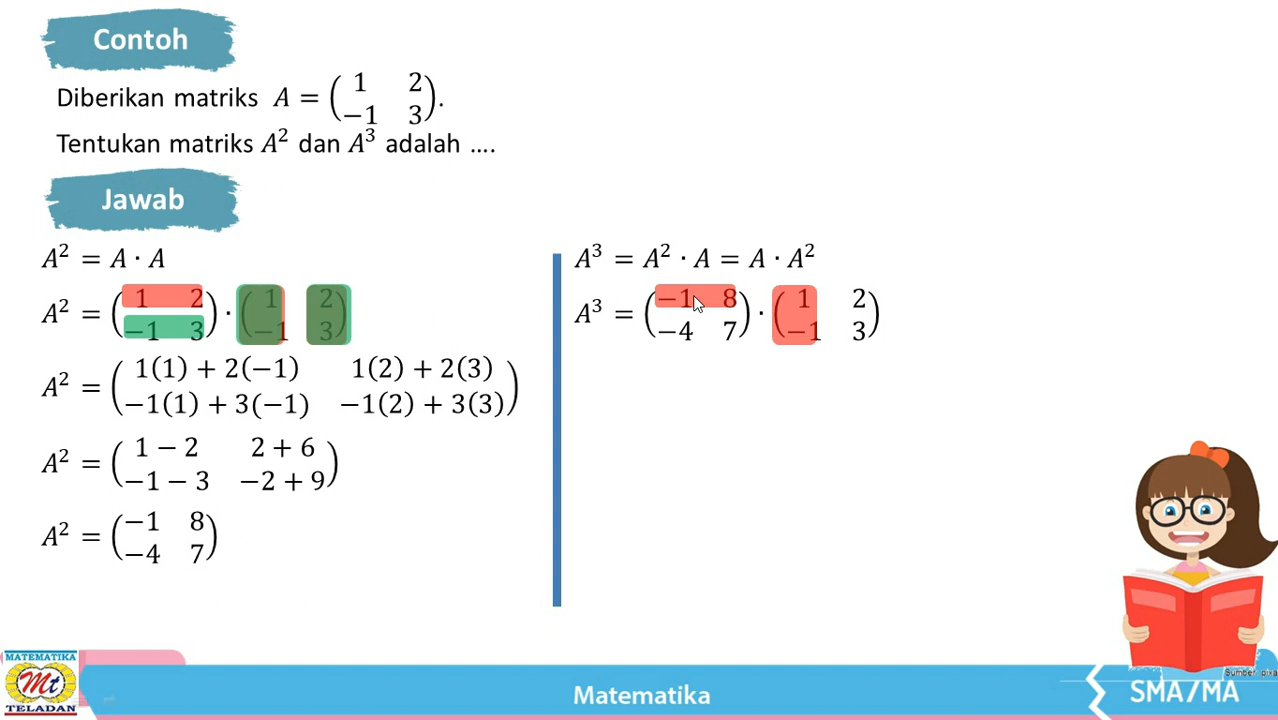 Contoh
Diberikan matriks A = (1 2
−1 3).
Tentukan matriks A² dan A³ adalah ....
Jawab
A² = A · A
A² = (1 2
−1 3) · (1 2
−1 3)
A² = (1(1) + 2(−1) 1(2) + 2(3)
−1(1) + 3(−1) −1(2) + 3(3))
A² = (1 − 2 2 + 6
−1 − 3 −2 + 9)
A² = (−1 8
−4 7)
A³ = A² · A = A · A²
A³ = (−1 8
−4 7) · (1 2
−1 3)
MATEMATIKA
Mt
TELADAN
Matematika
SMA/MA
Sumber pixa